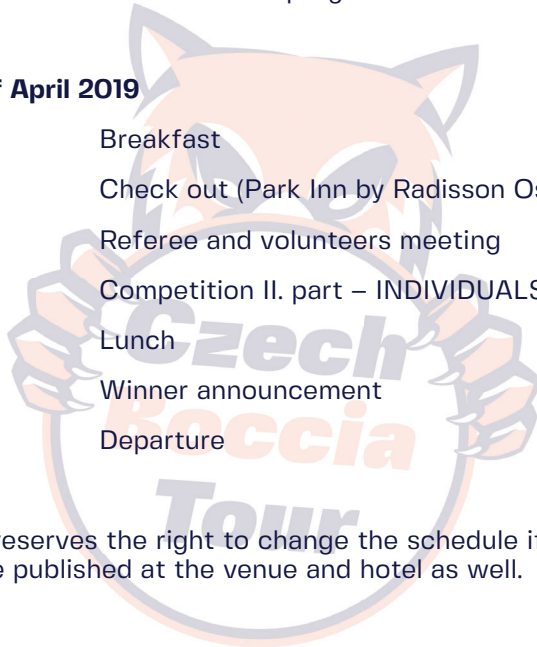 April 2019
Breakfast
Check out (Park Inn by Radisson
Referee and volunteers meeting
Competition II. part – INDIVIDUALS
Lunch
Winner announcement
Departure
Czech
Boccia
Tour
reserves the right to change the schedule
published at the venue and hotel as well.